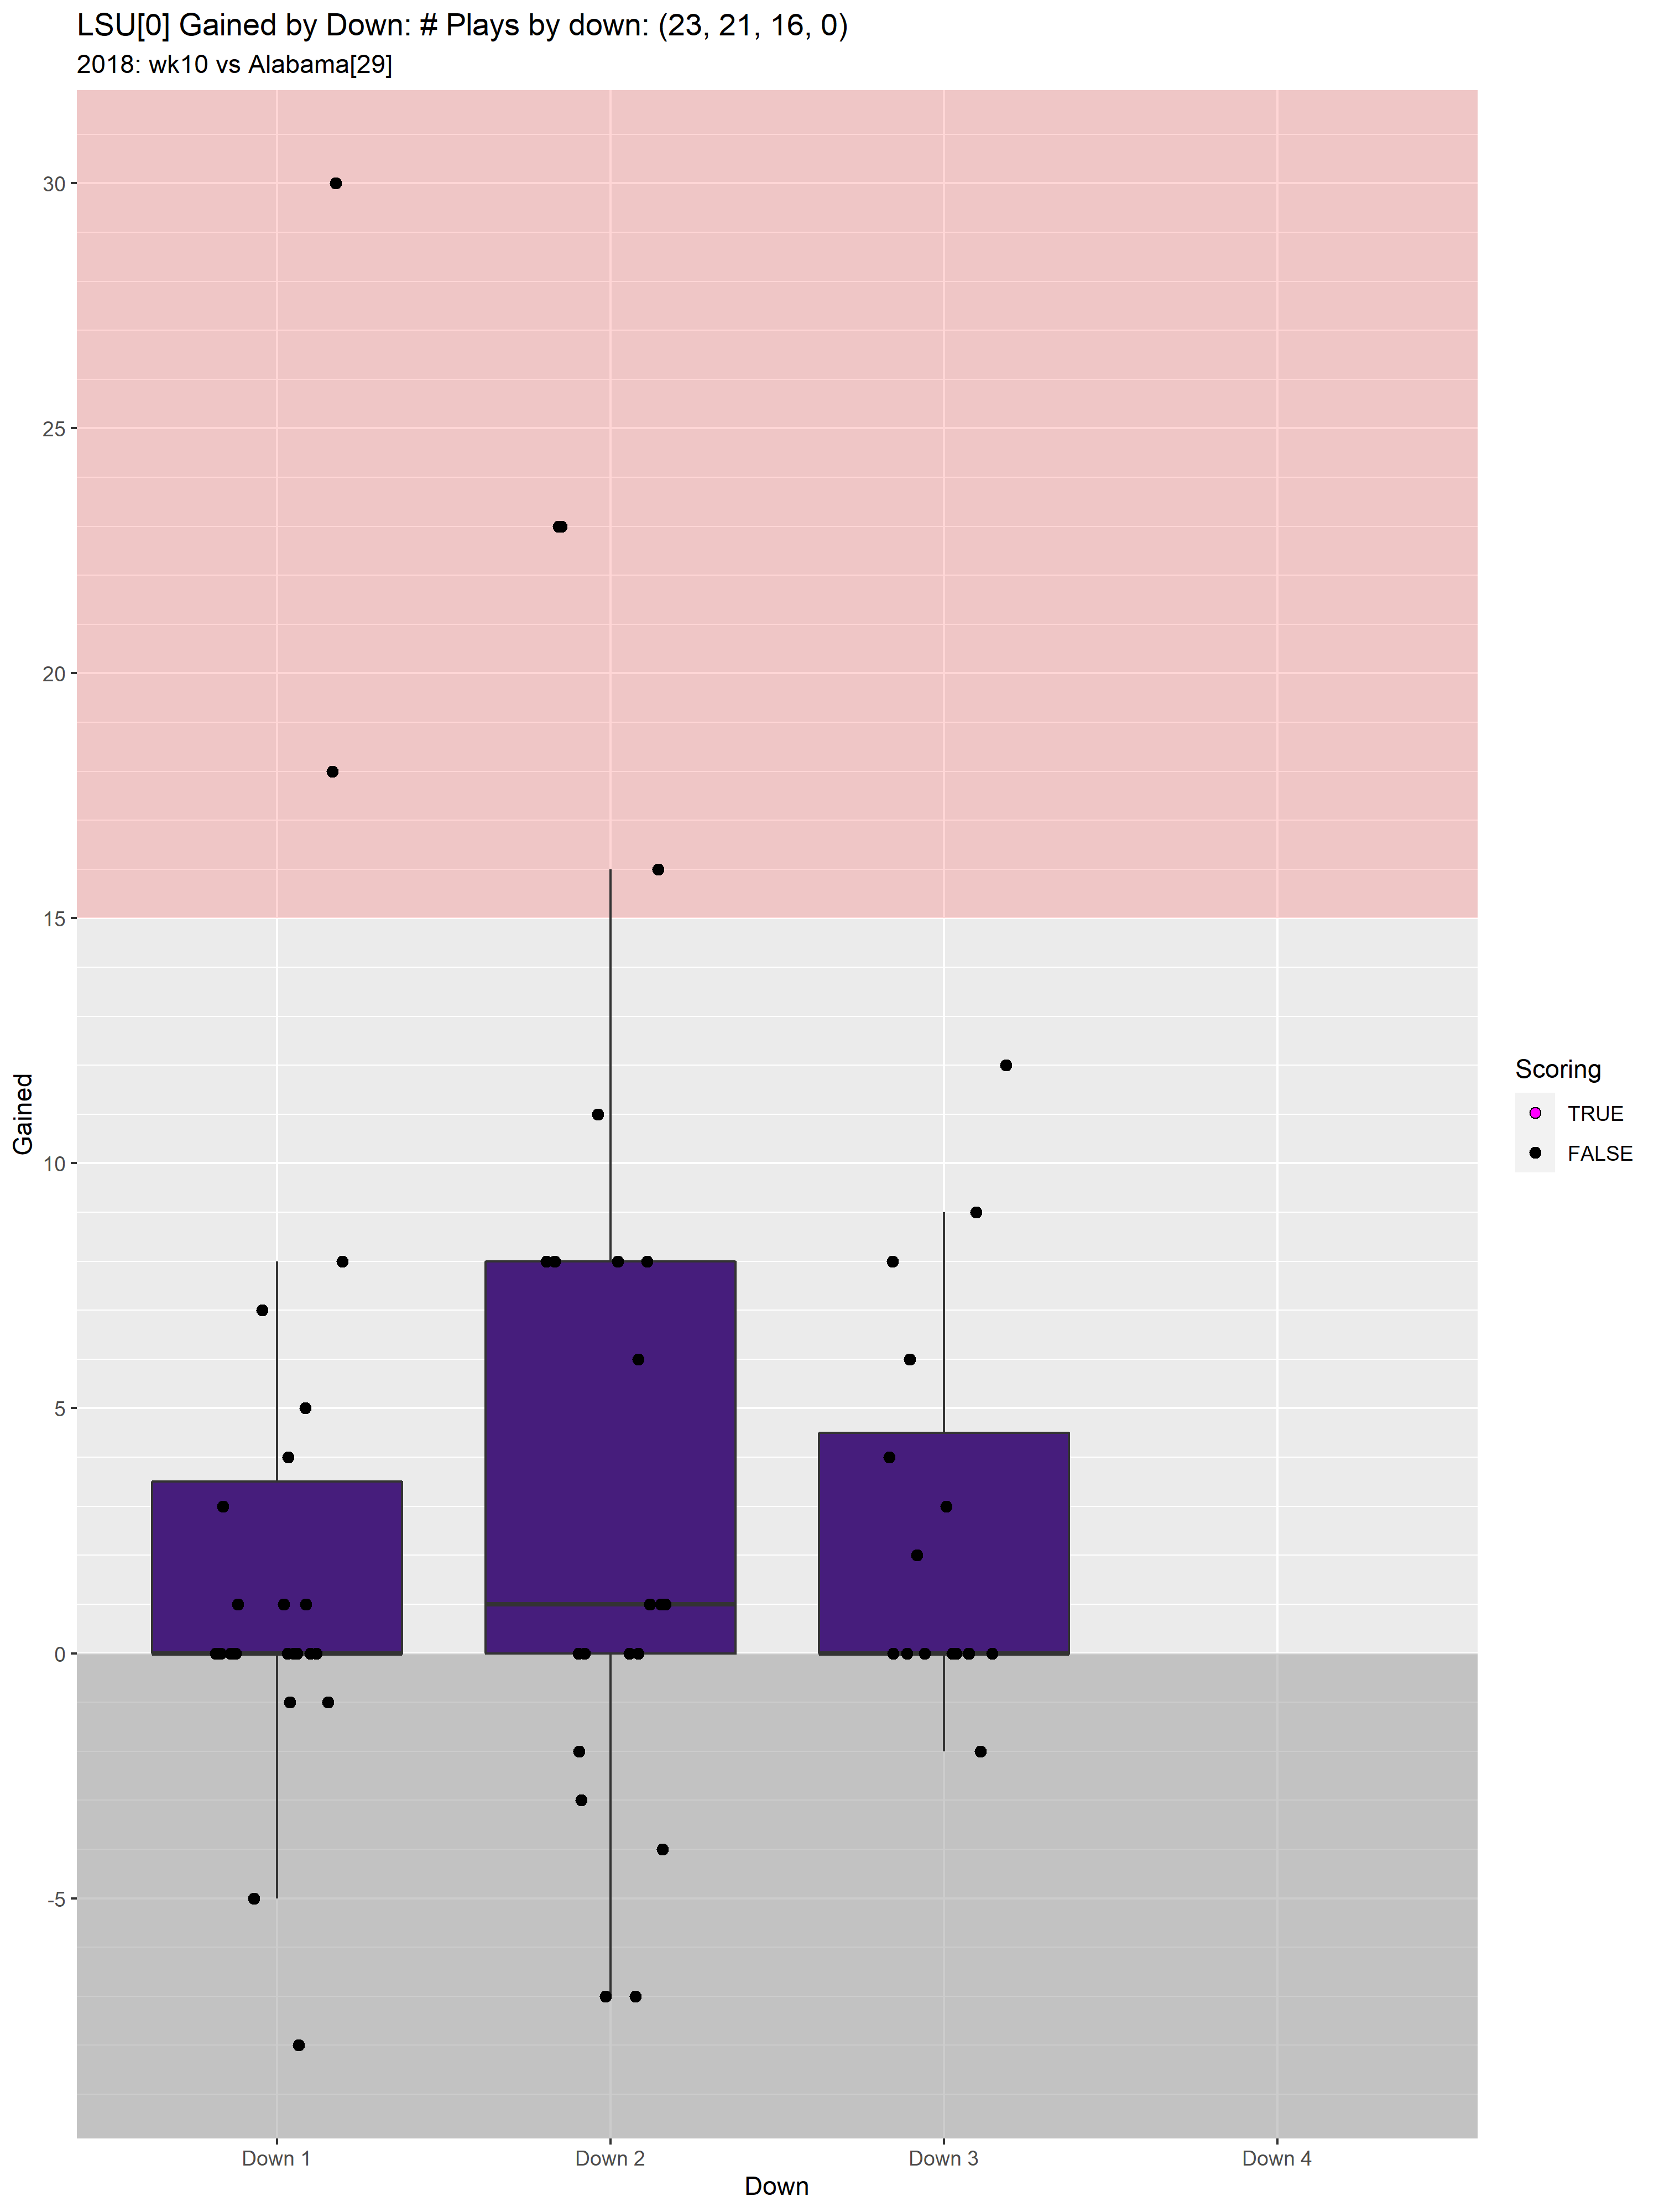 LSU[0] Gained by Down: # Plays by down: (23, 21, 16, 0)
2018: wk10 vs Alabama[29]
30
25
20
15
10
5
0
-5
Gained
Down 1
Down 2
Down 3
Down 4
Down
Scoring
TRUE
FALSE